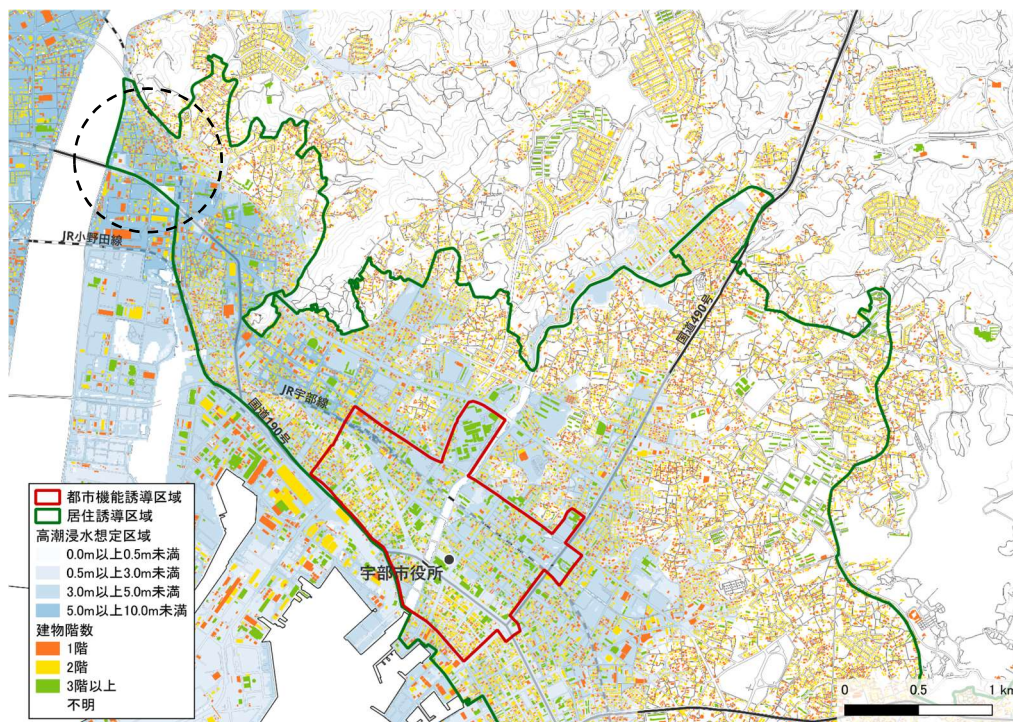 JR小野田線
国道490号
JR宇部線
国道190号
宇部市役所
都市機能誘導区域
居住誘導区域
高潮浸水想定区域
0.0m以上0.5m未満
0.5m以上3.0m未満
3.0m以上5.0m未満
5.0m以上10.0m未満
建物階数
1階
2階
3階以上
不明
0 0.5 1 km